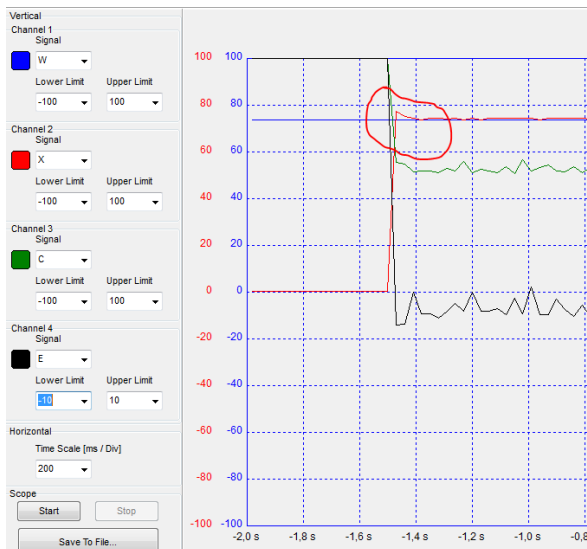 Vertical
Channel 1
Signal
W
Lower Limit Upper Limit
-100 100
Channel 2
Signal
X
Lower Limit Upper Limit
-100 100
Channel 3
Signal
C
Lower Limit Upper Limit
-100 100
Channel 4
Signal
E
Lower Limit Upper Limit
-10 10
Horizontal
Time Scale [ms / Div]
200
Scope
Start Stop
Save To File...
100 100
80 80
60 60
40 40
20 20
0 0
-20 -20
-40 -40
-60 -60
-80 -80
-100 -100
-2,0 s -1,8 s -1,6 s -1,4 s -1,2 s -1,0 s